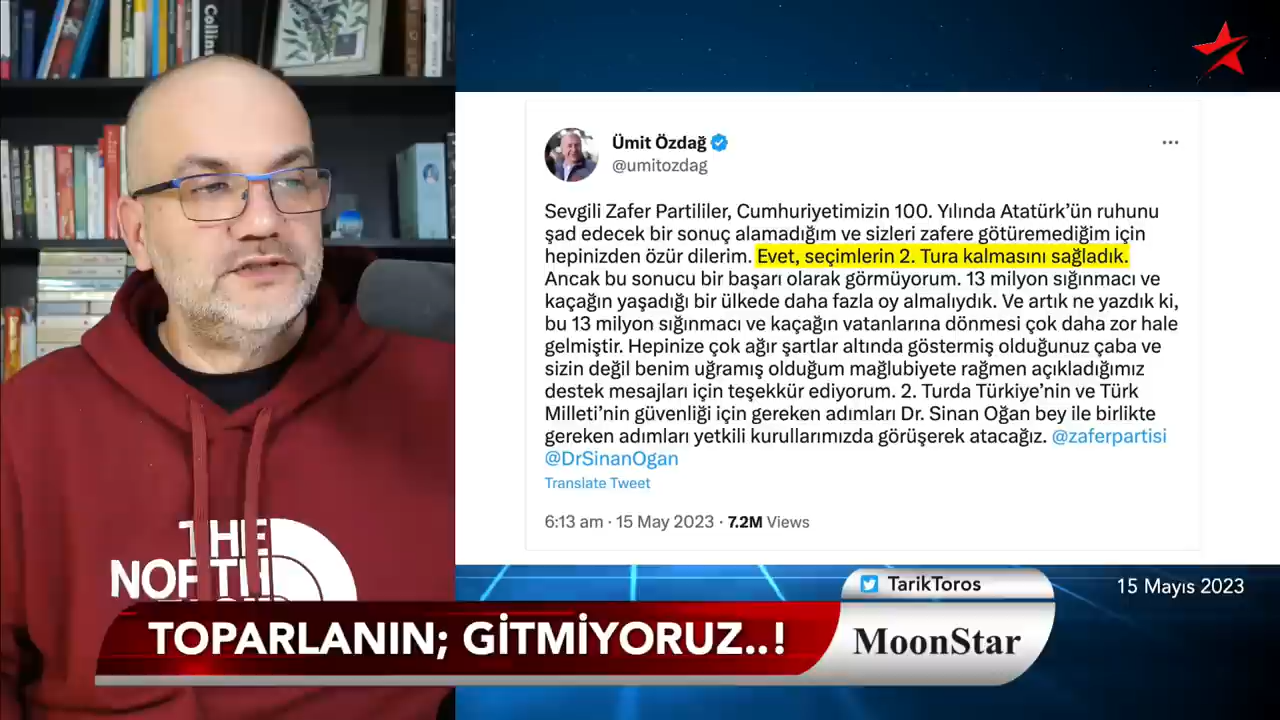 Collins
Ümit Özdağ
@umitozdag
Sevgili Zafer Partililer, Cumhuriyetimizin 100. Yılında Atatürk’ün ruhunu
şad edecek bir sonuç alamadığım ve sizleri zafere götüremediğim için
hepinizden özür dilerim. Evet, seçimlerin 2. Tura kalmasını sağladık.
Ancak bu sonucu bir başarı olarak görmüyorum. 13 milyon sığınmacı ve
kaçağın yaşadığı bir ülkede daha fazla oy almalıydık. Ve artık ne yazdık ki,
bu 13 milyon sığınmacı ve kaçağın vatanlarına dönmesi çok daha zor hale
gelmiştir. Hepinize çok ağır şartlar altında göstermiş olduğunuz çaba ve
sizin değil benim uğramış olduğum mağlubiyete rağmen açıkladığımız
destek mesajları için teşekkür ediyorum. 2. Turda Türkiye’nin ve Türk
Milleti’nin güvenliği için gereken adımları Dr. Sinan Oğan bey ile birlikte
gereken adımları yetkili kurullarımızda görüşerek atacağız. @zaferpartisi
@DrSinanOgan
Translate Tweet
6:13 am · 15 May 2023 · 7.2M Views
THE
NORTH
TarikToros
15 Mayıs 2023
TOPARLANIN; GİTMİYORUZ..!
MoonStar